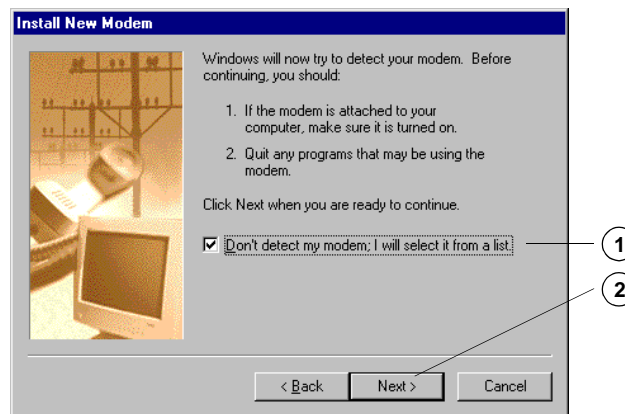 Install New Modem
Windows will now try to detect your modem. Before
continuing, you should:
1. If the modem is attached to your
computer, make sure it is turned on.
2. Quit any programs that may be using the
modem.
Click Next when you are ready to continue.
Don't detect my modem; I will select it from a list.
1
2
< Back
Next >
Cancel